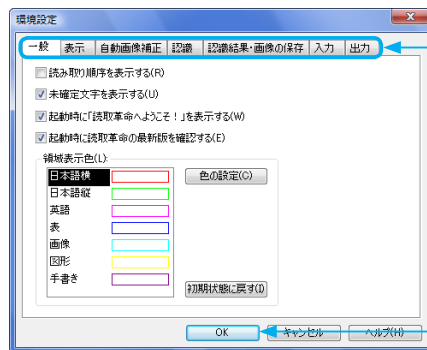 環境設定
一般 表示 自動画像補正 認識 認識結果・画像の保存 入力 出力
読み取り順序を表示する(R)
未確定文字を表示する(U)
起動時に「読取革命へようこそ!」を表示する(W)
起動時に読取革命の最新版を確認する(E)
領域表示色(L):
日本語横 色の設定(C)
日本語縦
英語
表
画像
図形
手書き 初期状態に戻す(I)
OK キャンセル ヘルプ(H)